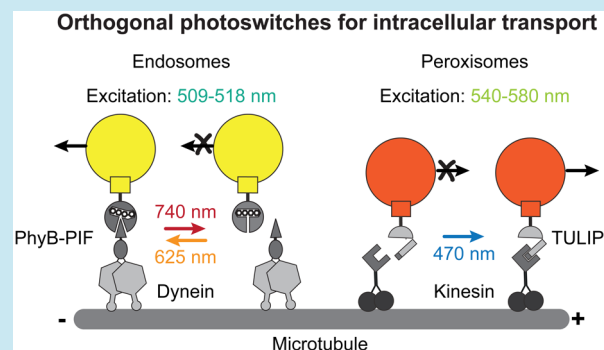 Orthogonal photoswitches for intracellular transport
Endosomes
Excitation: 509-518 nm
Peroxisomes
Excitation: 540-580 nm
PhyB-PIF
740 nm
625 nm
Dynein
470 nm
TULIP
Kinesin
-
+
Microtubule